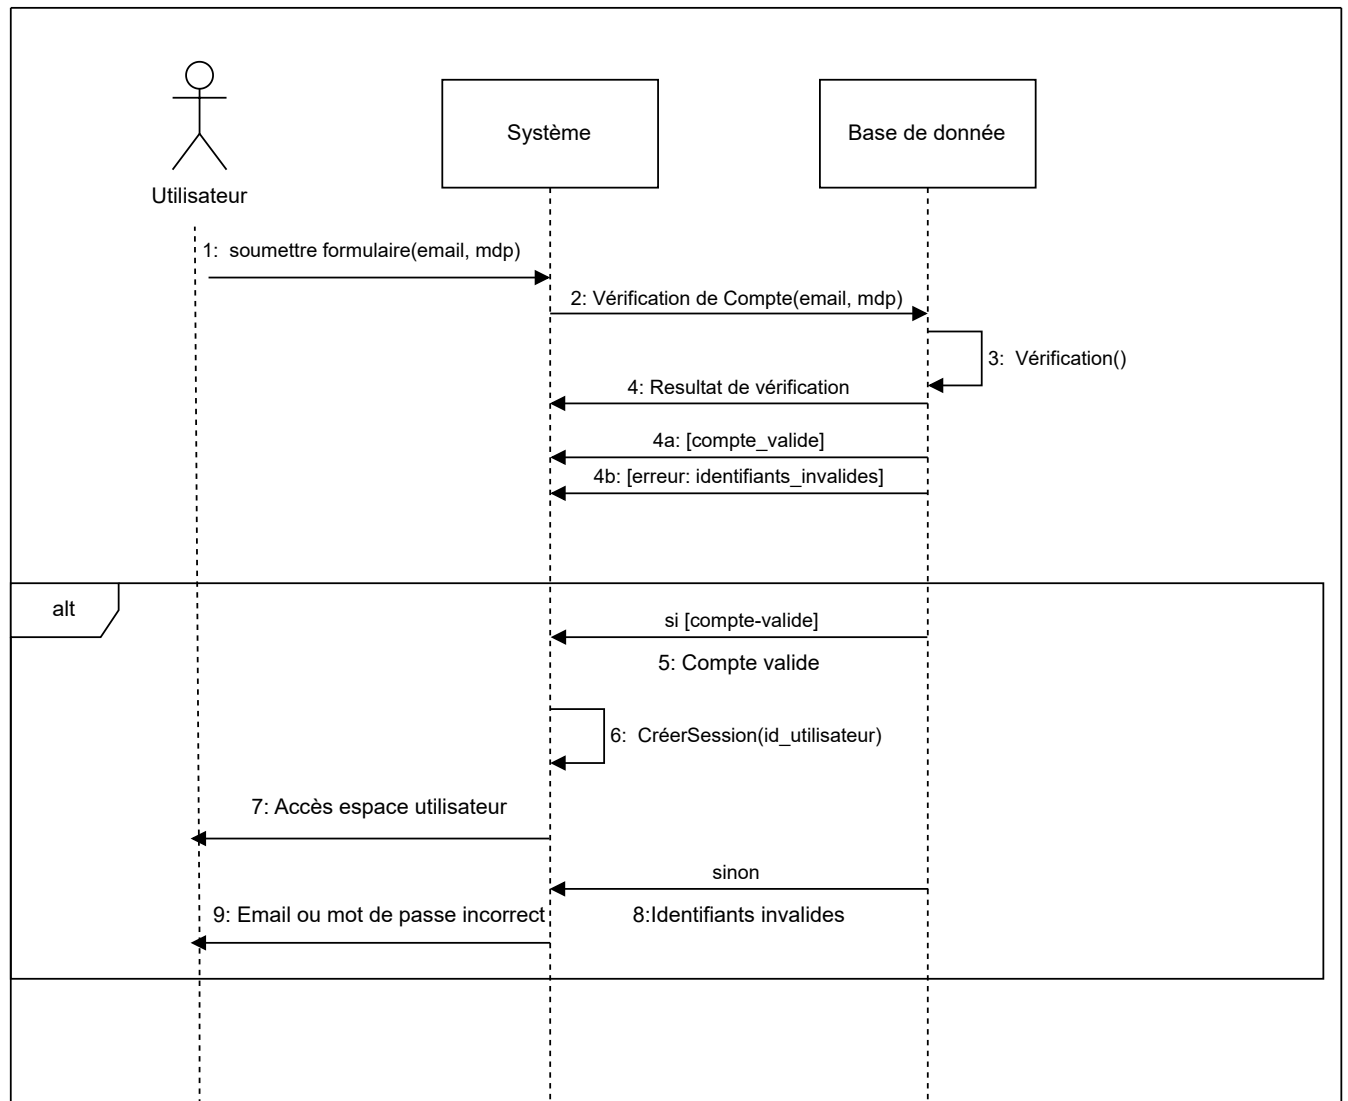 Système
Base de donnée
Utilisateur
1: soumettre formulaire(email, mdp)
2: Vérification de Compte(email, mdp)
3: Vérification()
4: Resultat de vérification
4a: [compte_valide]
4b: [erreur: identifiants_invalides]
alt
si [compte-valide]
5: Compte valide
6: CréerSession(id_utilisateur)
7: Accès espace utilisateur
sinon
9: Email ou mot de passe incorrect
8:Identifiants invalides